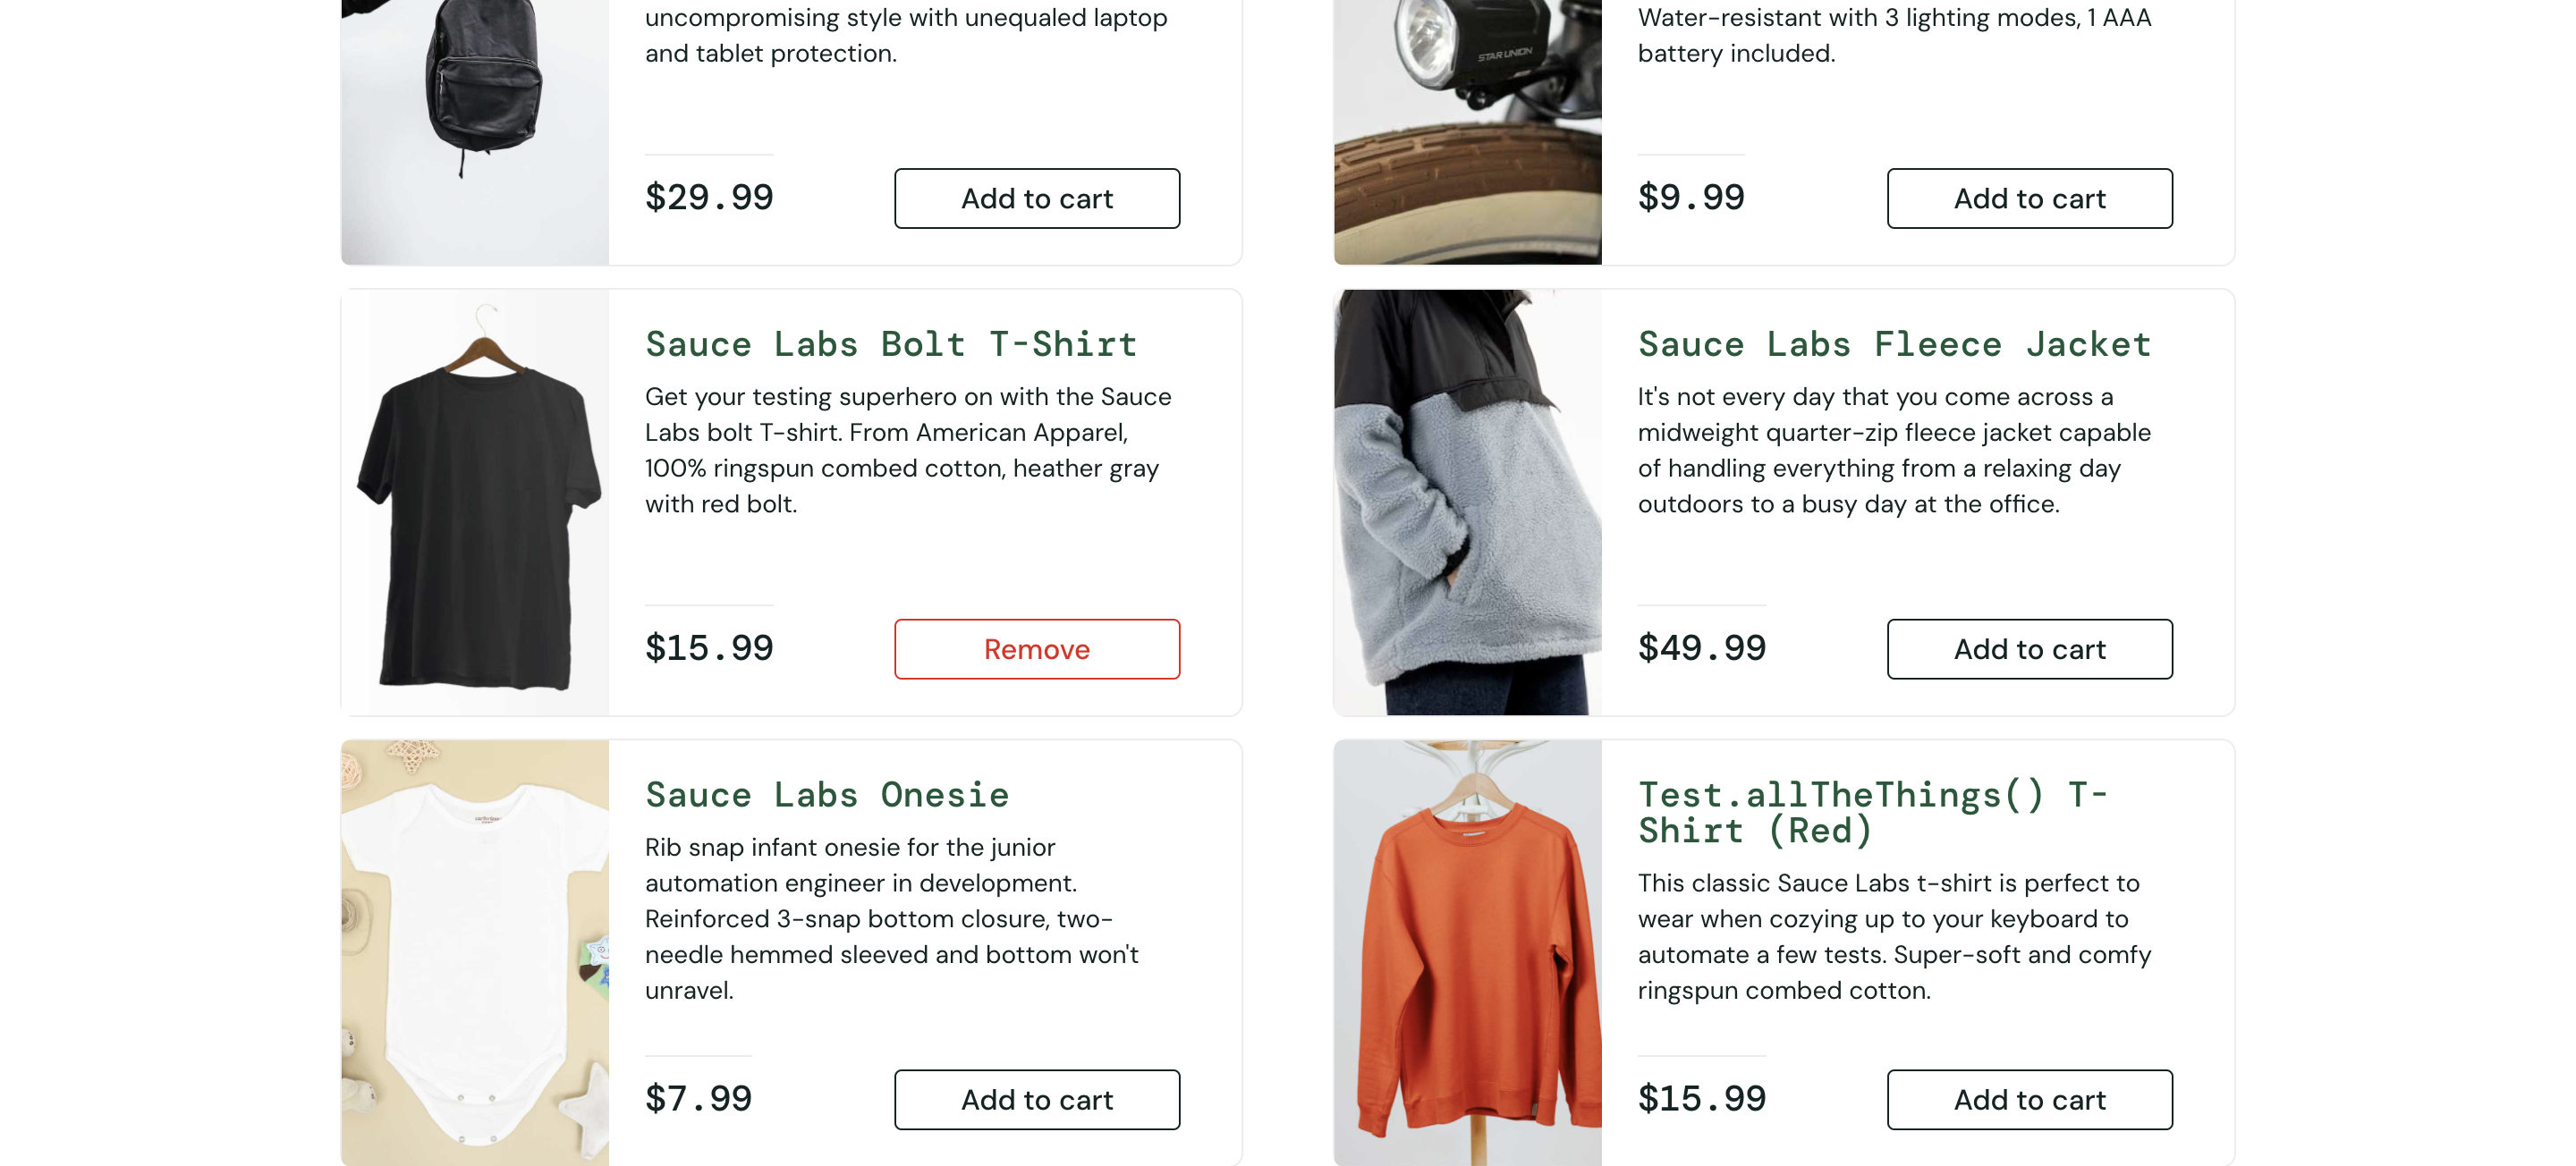 uncompromising style with unequaled laptop
and tablet protection.
$29.99
Add to cart
STAR UNION
Water-resistant with 3 lighting modes, 1 AAA
battery included.
$9.99
Add to cart
Sauce Labs Bolt T-Shirt
Get your testing superhero on with the Sauce
Labs bolt T-shirt. From American Apparel,
100% ringspun combed cotton, heather gray
with red bolt.
$15.99
Remove
Sauce Labs Fleece Jacket
It's not every day that you come across a
midweight quarter-zip fleece jacket capable
of handling everything from a relaxing day
outdoors to a busy day at the office.
$49.99
Add to cart
Sauce Labs Onesie
Rib snap infant onesie for the junior
automation engineer in development.
Reinforced 3-snap bottom closure, two-
needle hemmed sleeved and bottom won't
unravel.
$7.99
Add to cart
Test.allTheThings() T-
Shirt (Red)
This classic Sauce Labs t-shirt is perfect to
wear when cozying up to your keyboard to
automate a few tests. Super-soft and comfy
ringspun combed cotton.
$15.99
Add to cart